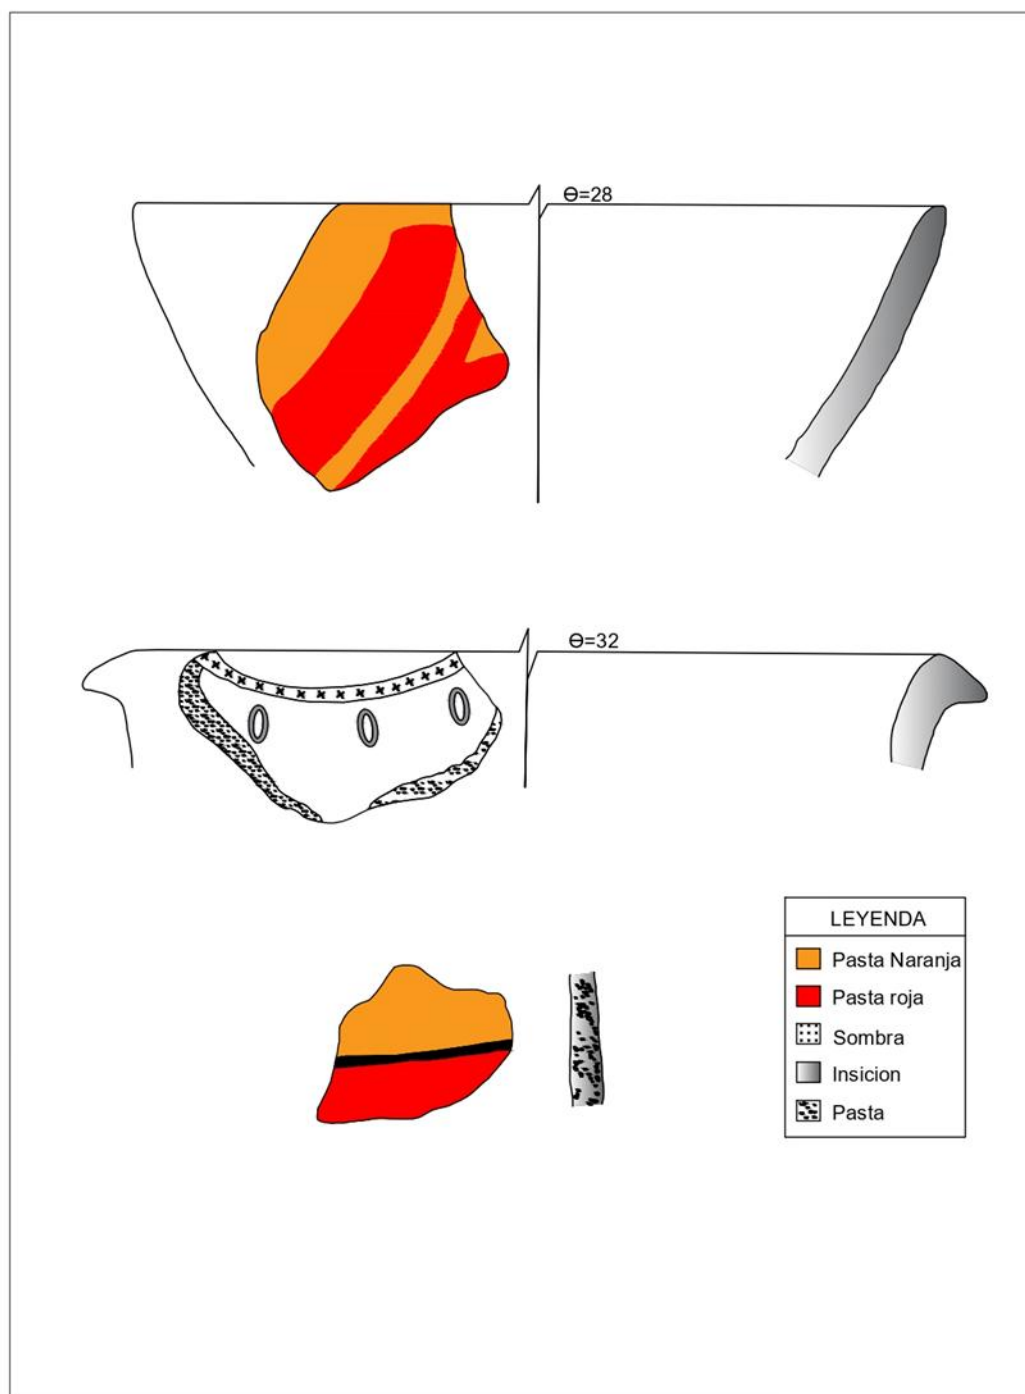 Ө=28
Ө=32
LEYENDA
Pasta Naranja
Pasta roja
Sombra
Insicion
Pasta